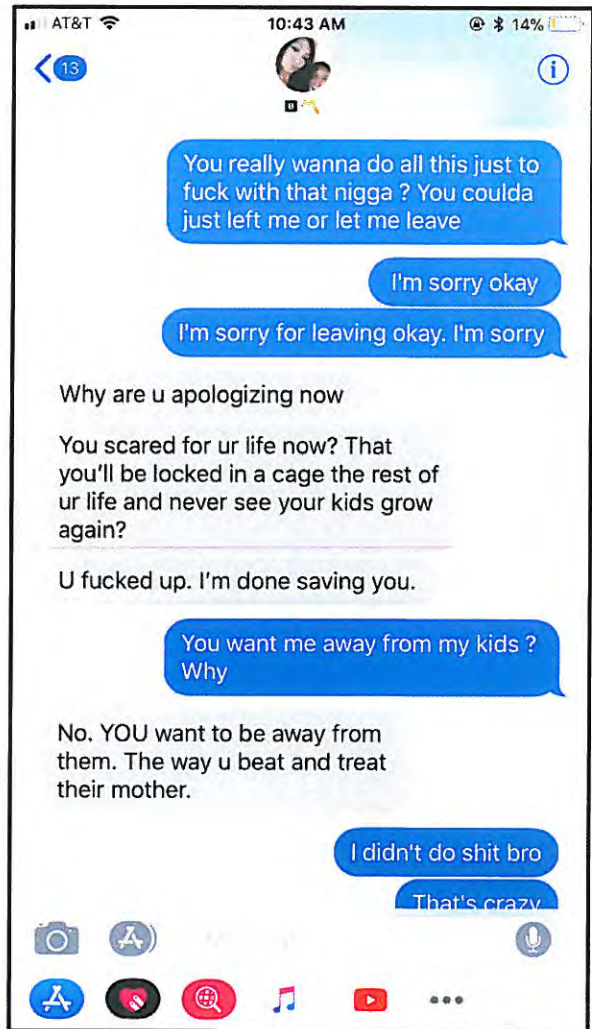 AT&T
10:43 AM
14%
13
B
You really wanna do all this just to
fuck with that nigga ? You coulda
just left me or let me leave
I'm sorry okay
I'm sorry for leaving okay. I'm sorry
Why are u apologizing now
You scared for ur life now? That
you'll be locked in a cage the rest of
ur life and never see your kids grow
again?
U fucked up. I'm done saving you.
You want me away from my kids ?
Why
No. YOU want to be away from
them. The way u beat and treat
their mother.
I didn't do shit bro
That's crazy